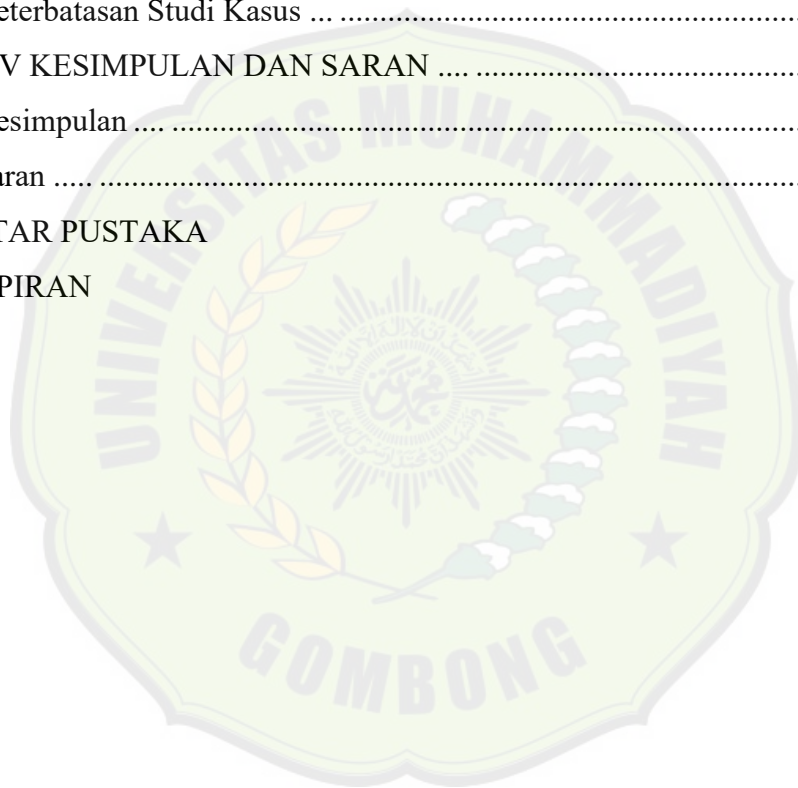 eterbatasan Studi Kasus ... ....................................................................
V KESIMPULAN DAN SARAN .... ...............................................
esimpulan .... .....................................................................................
aran ..... ..............................................................................................
TAR PUSTAKA
PIRAN
UNIVERSITAS MUHAMMADIYAH
GOMBONG